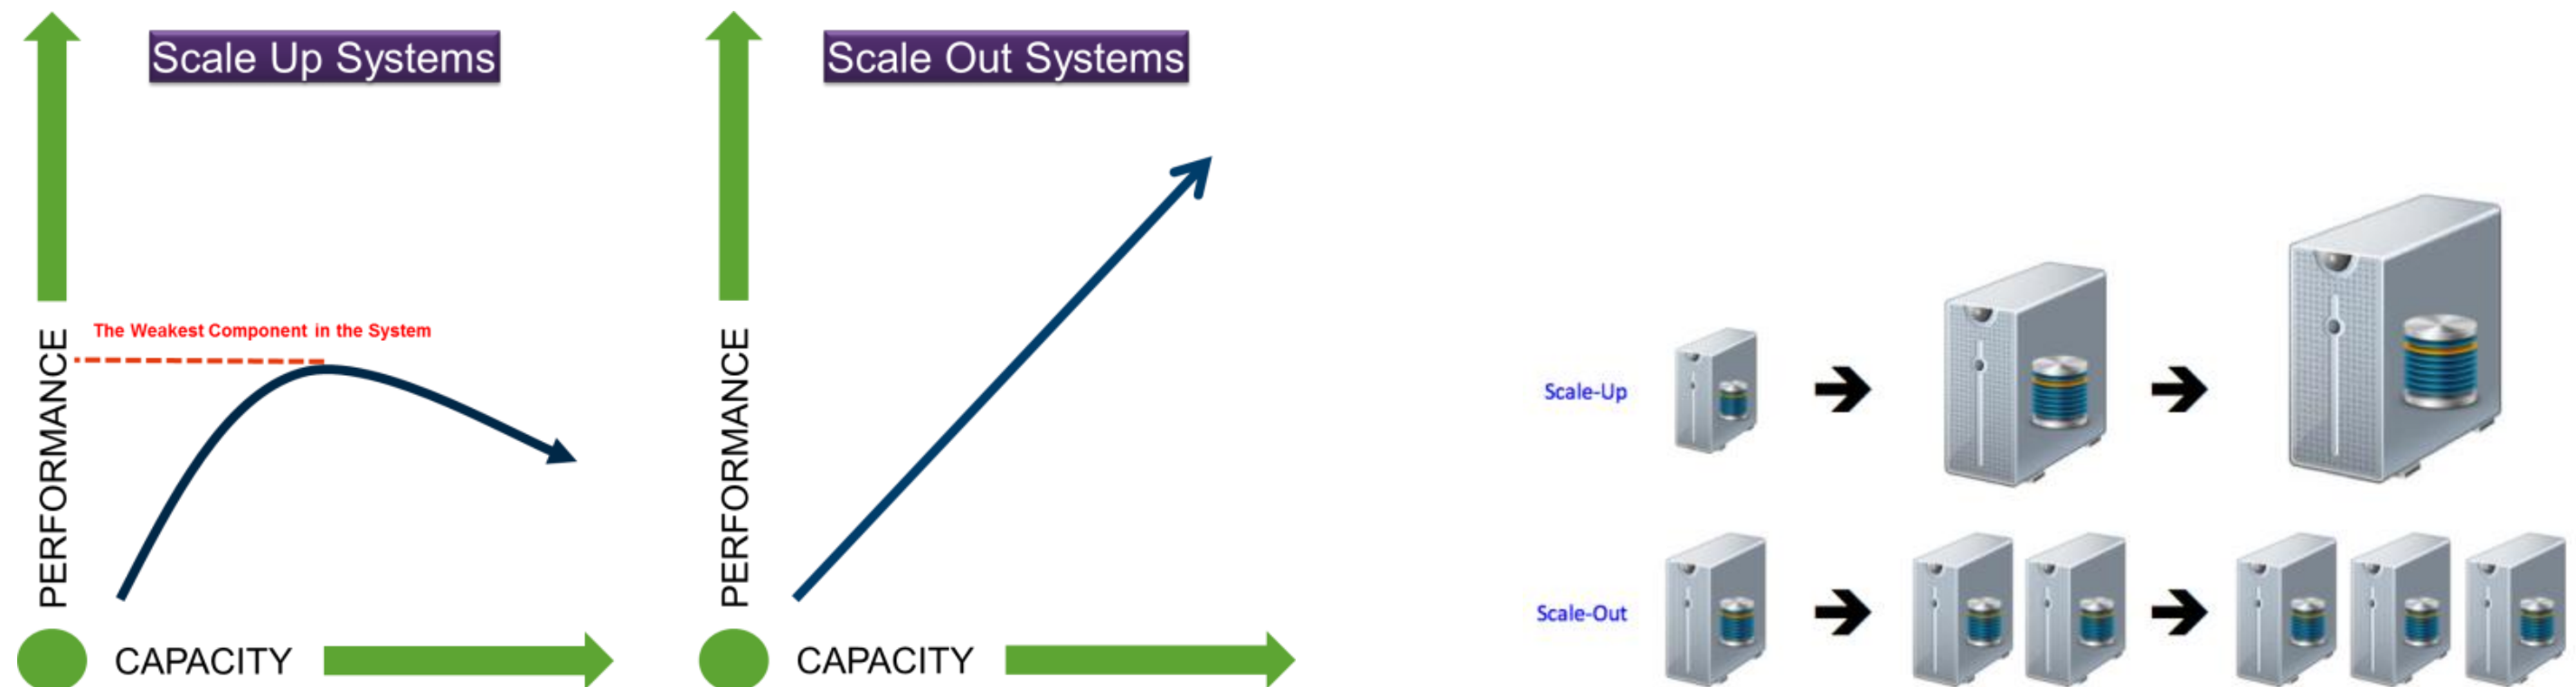 Scale Up Systems
The Weakest Component in the System
PERFORMANCE
CAPACITY
Scale Out Systems
PERFORMANCE
CAPACITY
Scale-Up
Scale-Out